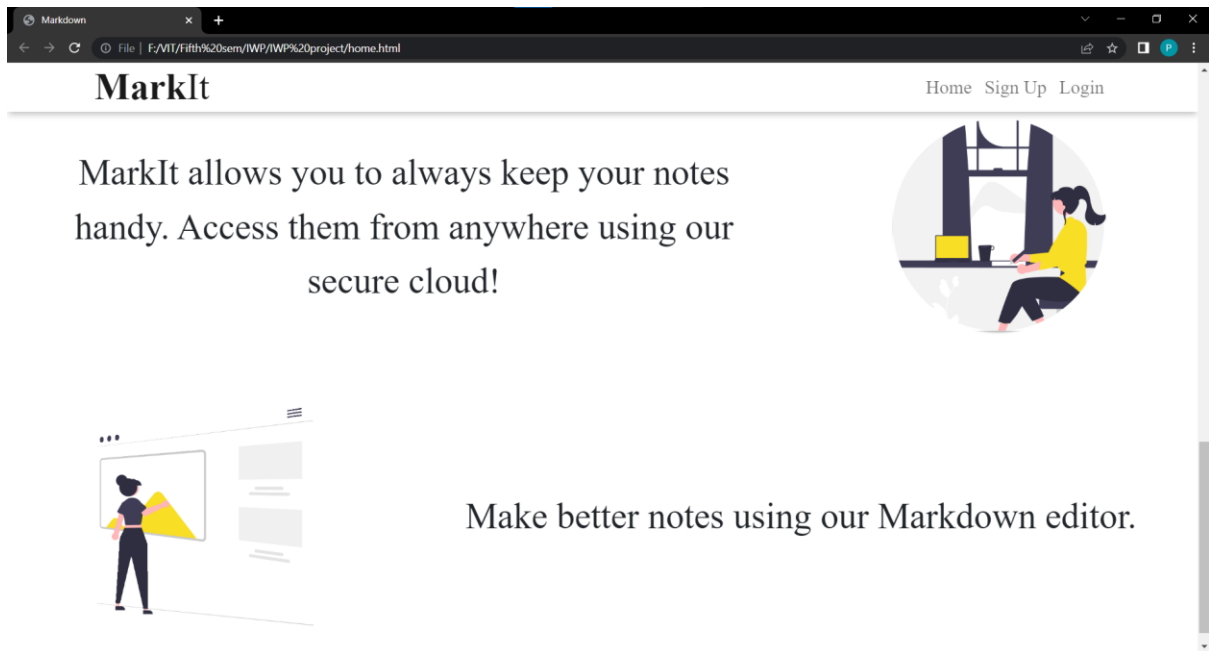 Markdown
File | F:/VIT/Fifth%20sem/IWP/IWP%20project/home.html
P
MarkIt
Home Sign Up Login
MarkIt allows you to always keep your notes
handy. Access them from anywhere using our
secure cloud!
Make better notes using our Markdown editor.